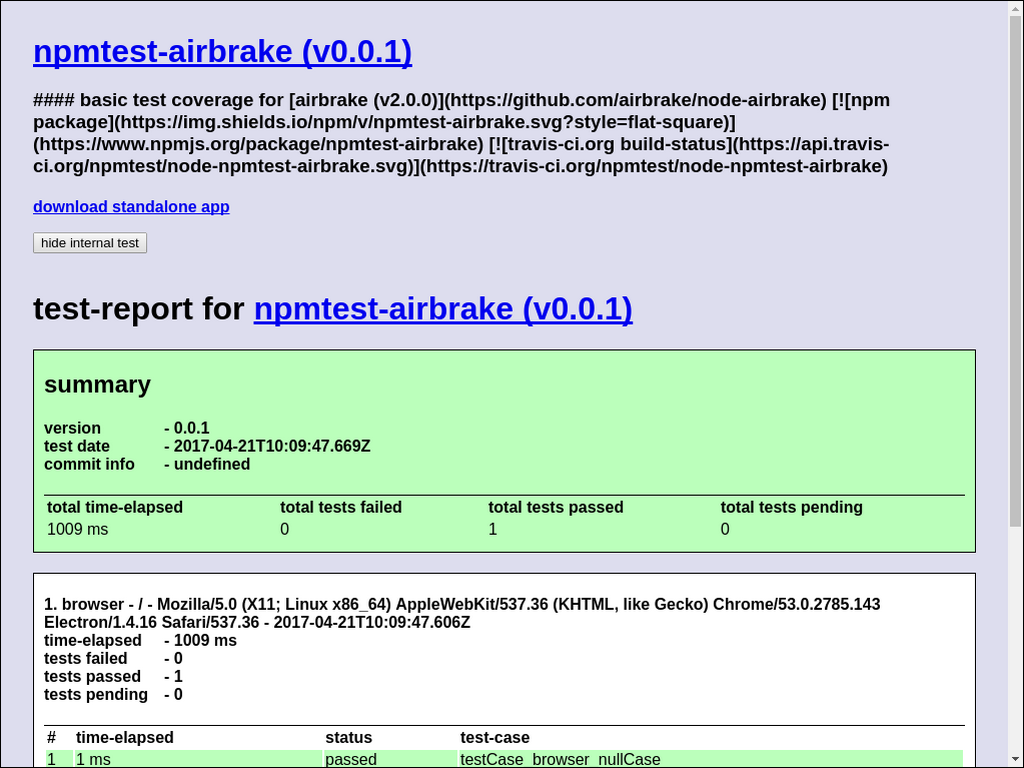 npmtest-airbrake (v0.0.1)
#### basic test coverage for [airbrake (v2.0.0)](https://github.com/airbrake/node-airbrake) [![npm
package](https://img.shields.io/npm/v/npmtest-airbrake.svg?style=flat-square)]
(https://www.npmjs.org/package/npmtest-airbrake) [![travis-ci.org build-status](https://api.travis-
ci.org/npmtest/node-npmtest-airbrake.svg)](https://travis-ci.org/npmtest/node-npmtest-airbrake)
download standalone app
hide internal test
test-report for npmtest-airbrake (v0.0.1)
summary
version - 0.0.1
test date - 2017-04-21T10:09:47.669Z
commit info - undefined
total time-elapsed total tests failed total tests passed total tests pending
1009 ms 0 1 0
1. browser - / - Mozilla/5.0 (X11; Linux x86_64) AppleWebKit/537.36 (KHTML, like Gecko) Chrome/53.0.2785.143
Electron/1.4.16 Safari/537.36 - 2017-04-21T10:09:47.606Z
time-elapsed - 1009 ms
tests failed - 0
tests passed - 1
tests pending - 0
# time-elapsed status test-case
1 1 ms passed testCase_browser_nullCase